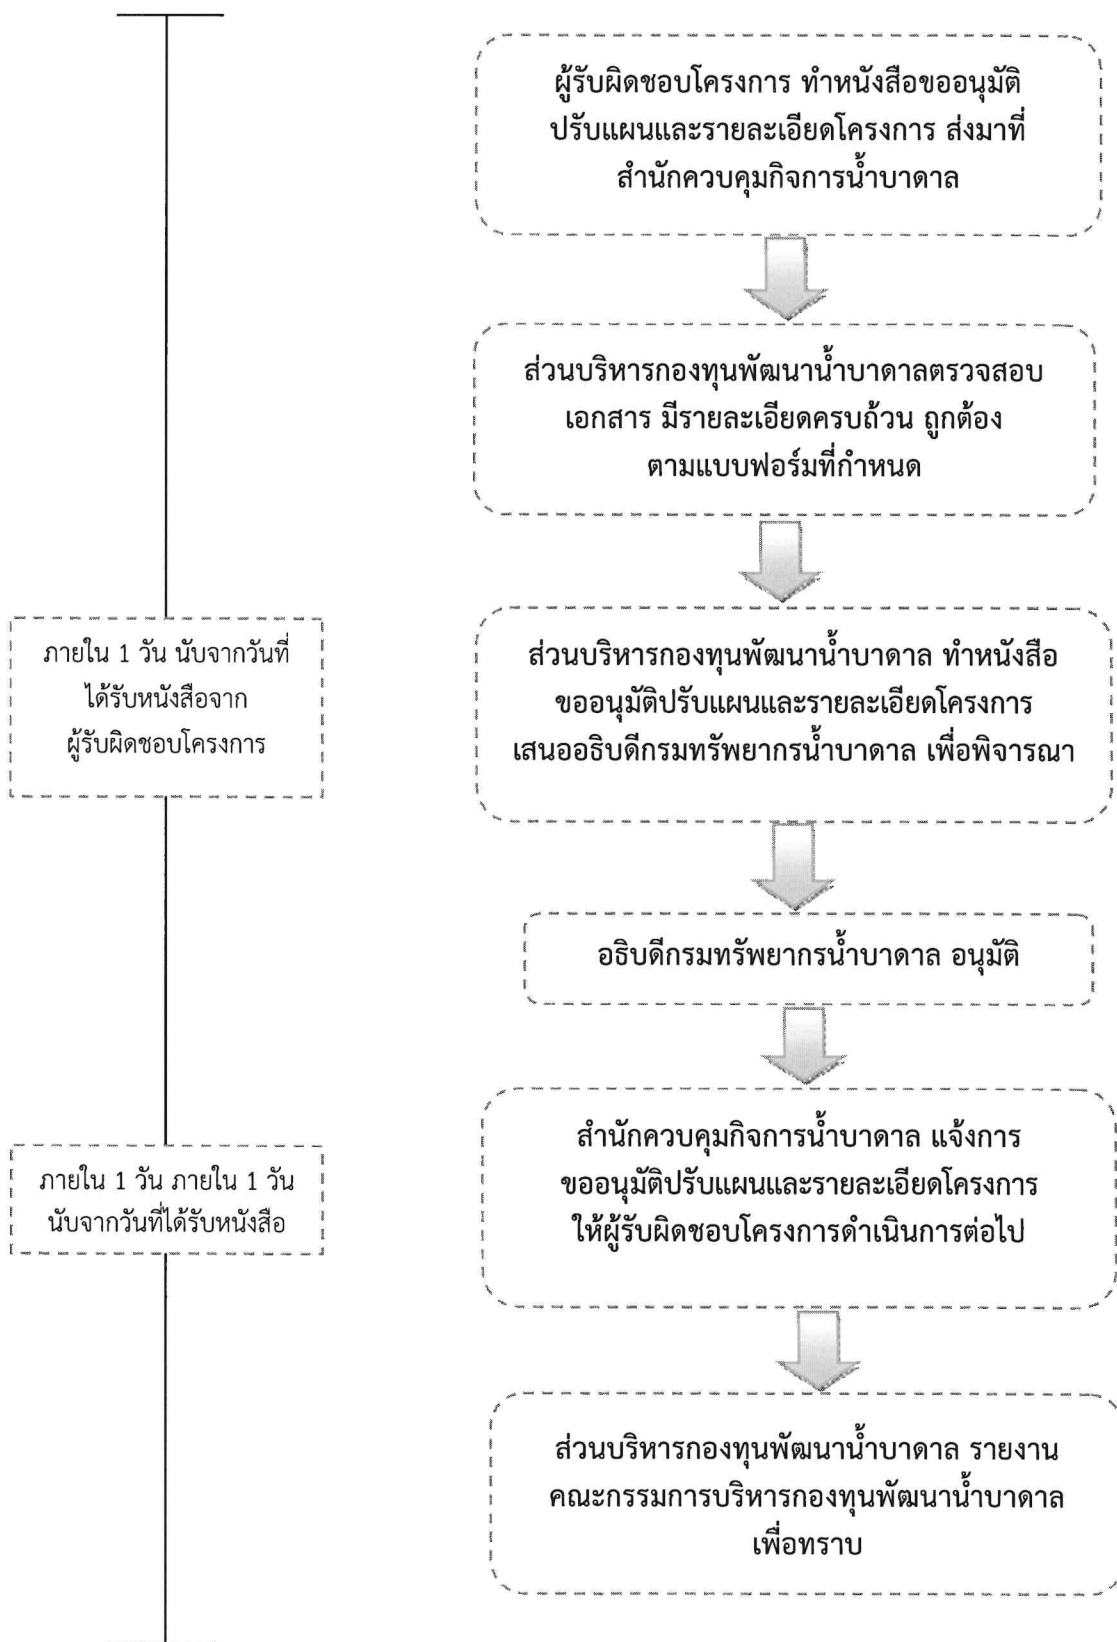 ผู้รับผิดชอบโครงการ ทำหนังสือขออนุมัติ
ปรับแผนและรายละเอียดโครงการ ส่งมาที่
สำนักควบคุมกิจการน้ำบาดาล
ส่วนบริหารกองทุนพัฒนาน้ำบาดาลตรวจสอบ
เอกสาร มีรายละเอียดครบถ้วน ถูกต้อง
ตามแบบฟอร์มที่กำหนด
ภายใน 1 วัน นับจากวันที่
ได้รับหนังสือจาก
ผู้รับผิดชอบโครงการ
ส่วนบริหารกองทุนพัฒนาน้ำบาดาล ทำหนังสือ
ขออนุมัติปรับแผนและรายละเอียดโครงการ
เสนออธิบดีกรมทรัพยากรน้ำบาดาล เพื่อพิจารณา
อธิบดีกรมทรัพยากรน้ำบาดาล อนุมัติ
ภายใน 1 วัน ภายใน 1 วัน
นับจากวันที่ได้รับหนังสือ
สำนักควบคุมกิจการน้ำบาดาล แจ้งการ
ขออนุมัติปรับแผนและรายละเอียดโครงการ
ให้ผู้รับผิดชอบโครงการดำเนินการต่อไป
ส่วนบริหารกองทุนพัฒนาน้ำบาดาล รายงาน
คณะกรรมการบริหารกองทุนพัฒนาน้ำบาดาล
เพื่อทราบ